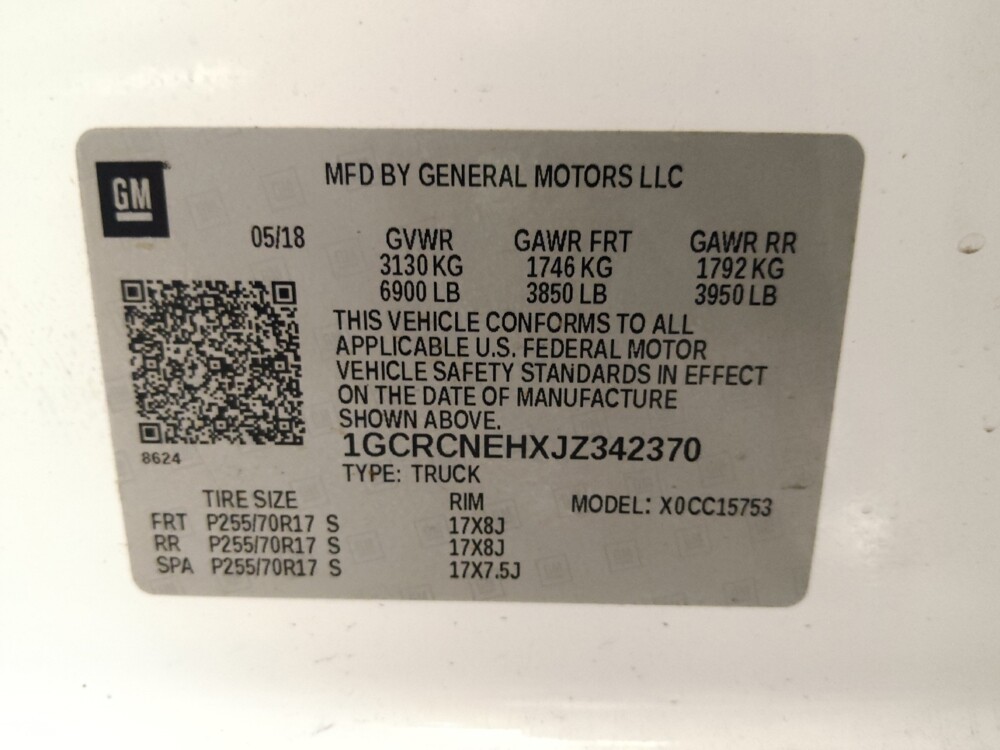 GM
MFD BY GENERAL MOTORS LLC
05/18 GVWR GAWR FRT GAWR RR
3130 KG 1746 KG 1792 KG
6900 LB 3850 LB 3950 LB
THIS VEHICLE CONFORMS TO ALL
APPLICABLE U.S. FEDERAL MOTOR
VEHICLE SAFETY STANDARDS IN EFFECT
ON THE DATE OF MANUFACTURE
SHOWN ABOVE.
1GCRCNEHXJZ342370
8624
TYPE: TRUCK
TIRE SIZE RIM MODEL: X0CC15753
FRT P255/70R17 S 17X8J
RR P255/70R17 S 17X8J
SPA P255/70R17 S 17X7.5J